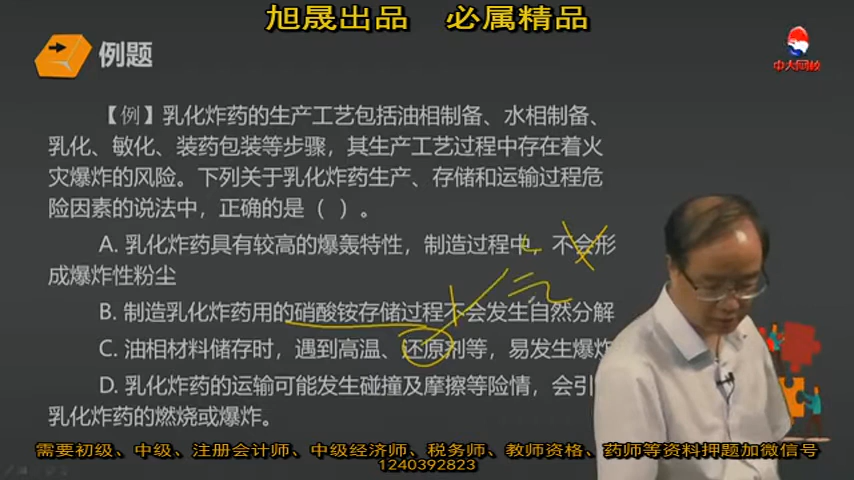 旭晟出品 必属精品
例题
中大网校
【例】乳化炸药的生产工艺包括油相制备、水相制备、
乳化、敏化、装药包装等步骤，其生产工艺过程中存在着火
灾爆炸的风险。下列关于乳化炸药生产、存储和运输过程危
险因素的说法中，正确的是（ ）。
A. 乳化炸药具有较高的爆轰特性，制造过程中，不会形
成爆炸性粉尘
B. 制造乳化炸药用的硝酸铵存储过程不会发生自然分解
C. 油相材料储存时，遇到高温、还原剂等，易发生爆炸
D. 乳化炸药的运输可能发生碰撞及摩擦等险情，会引
乳化炸药的燃烧或爆炸。
需要初级、中级、注册会计师、中级经济师、税务师、教师资格、药师等资料押题加微信号
1240392823